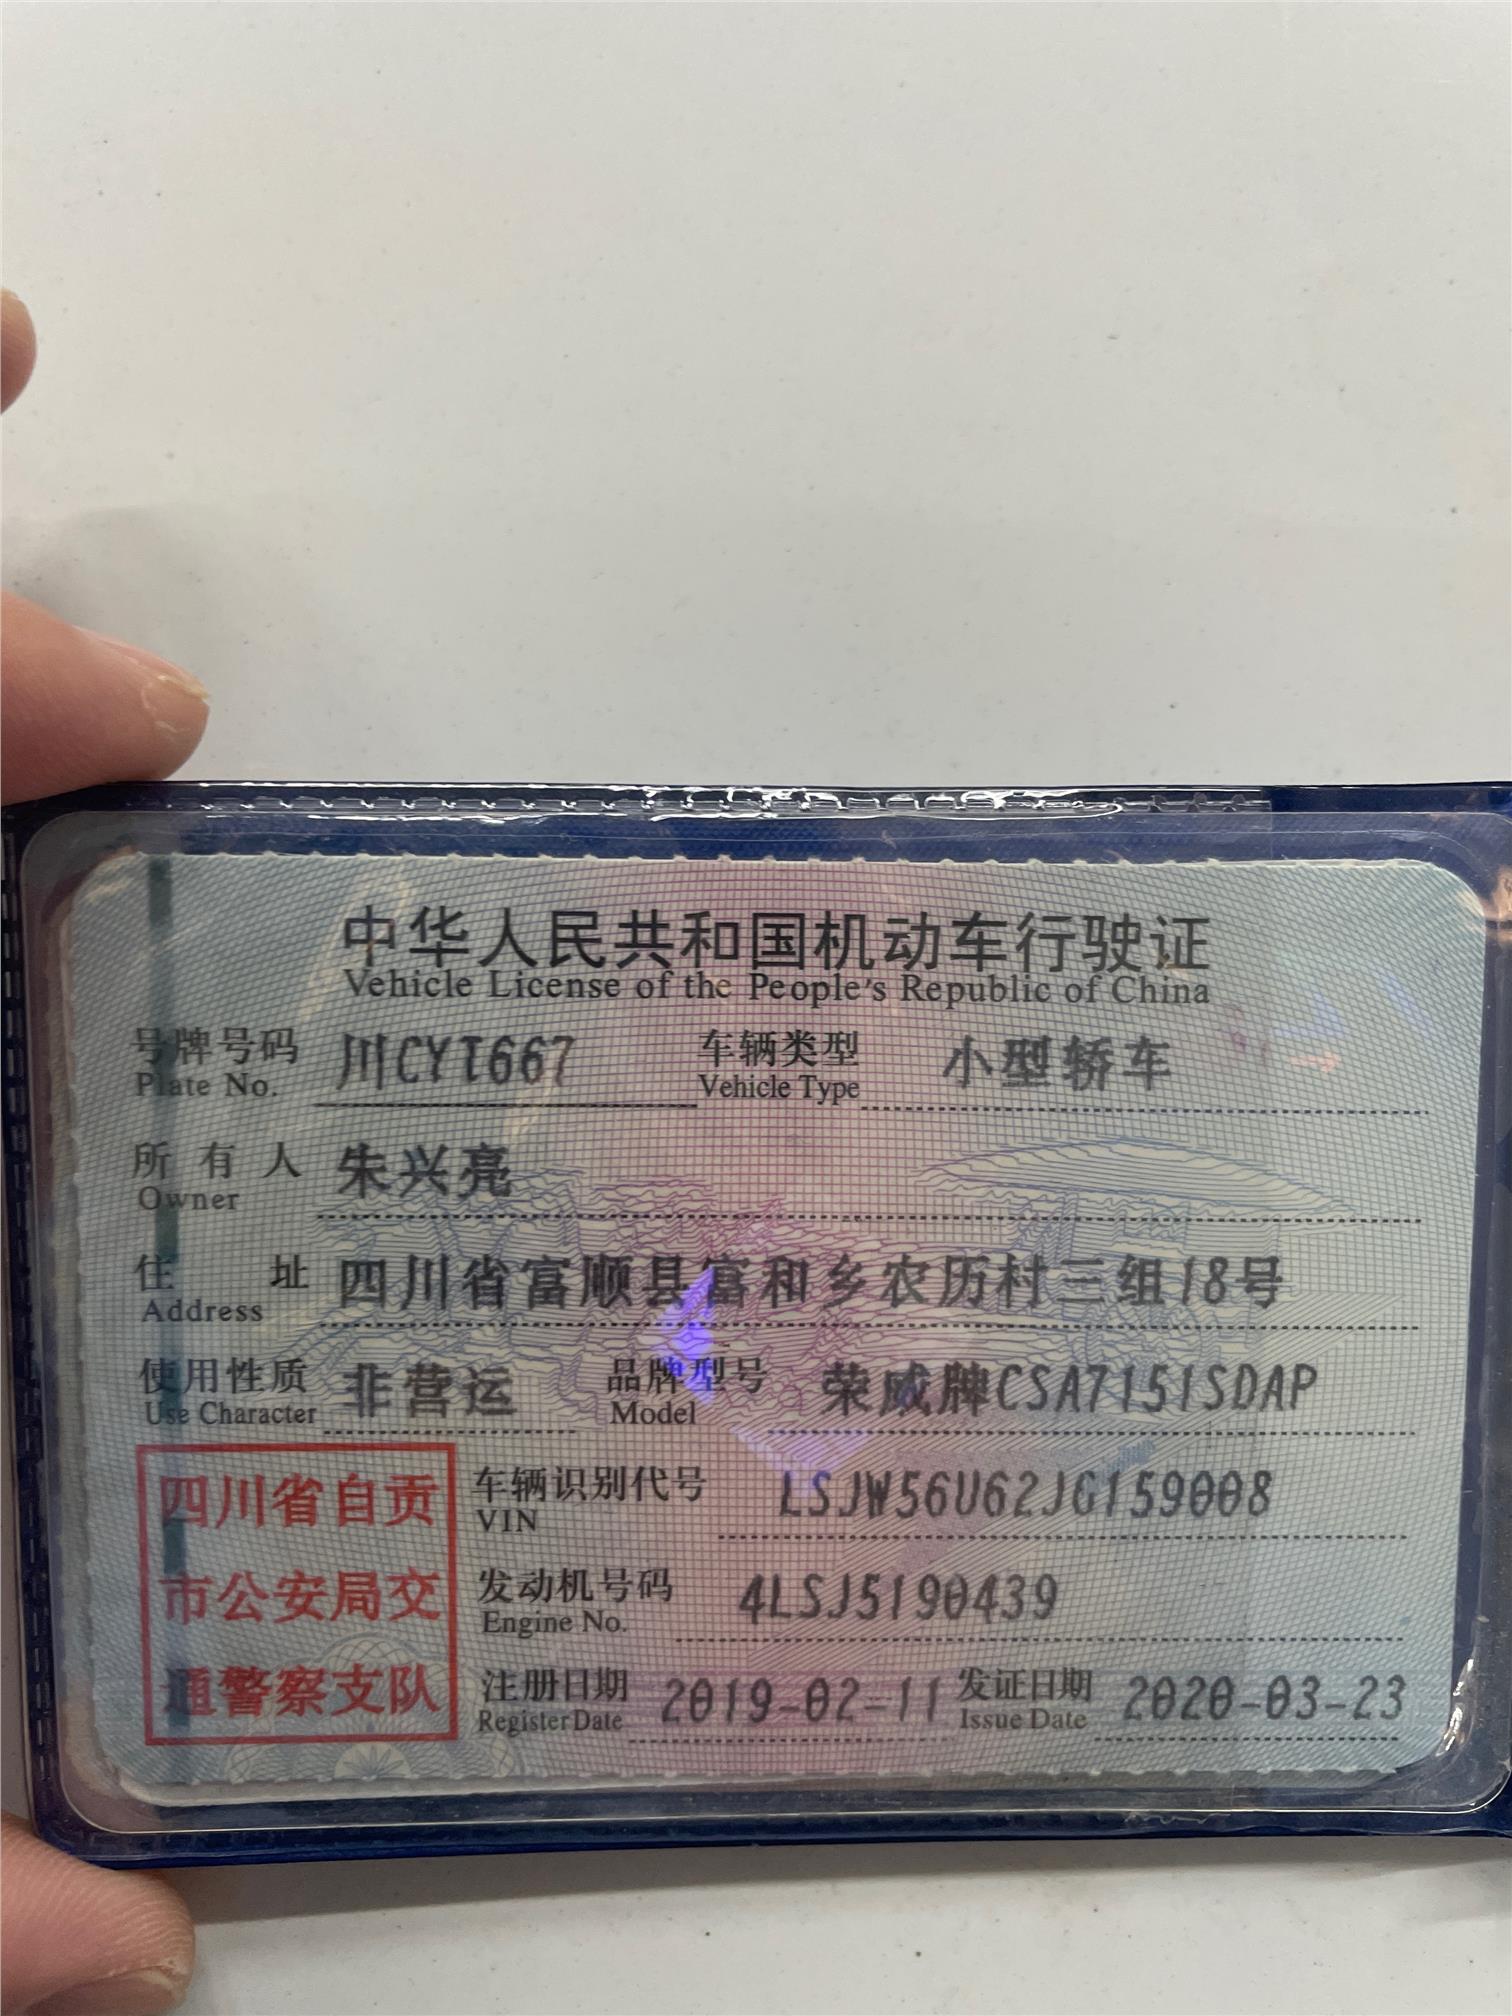 中华人民共和国机动车行驶证
Vehicle License of the People's Republic of China
号牌号码 川CYT667 车辆类型 小型轿车
Plate No. Vehicle Type
所有人 朱兴亮
Owner
住址 四川省富顺县富和乡农历村三组18号
Address
使用性质 非营运 品牌型号 荣威牌CSA7151SDAP
Use Character Model
四川省自贡
市公安局交
通警察支队
车辆识别代号 LSJW56U62JG159008
VIN
发动机号码 4LSJ5190439
Engine No.
注册日期 2019-02-11 发证日期 2020-03-23
Register Date Issue Date